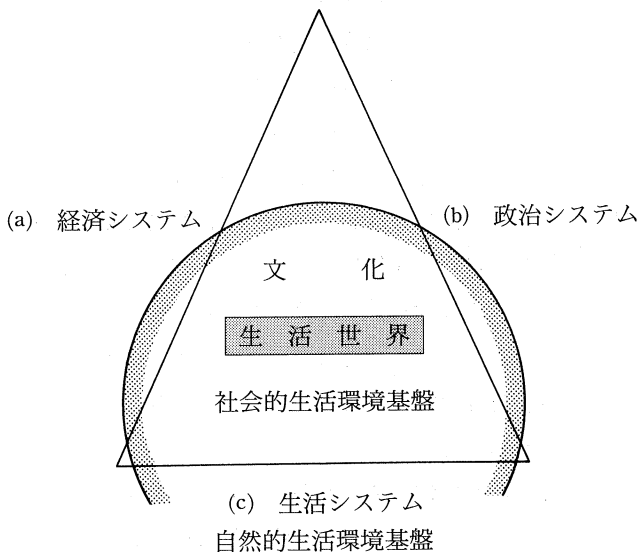 (a) 経済システム
(b) 政治システム
文 化
生 活 世 界
社会的生活環境基盤
(c) 生活システム
自然的生活環境基盤